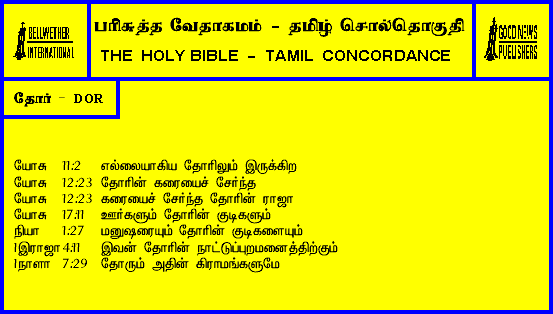 BELLWETHER
INTERNATIONAL
பரிசுத்த வேதாகமம் - தமிழ் சொல்தொகுதி
THE HOLY BIBLE - TAMIL CONCORDANCE
GOOD NEWS
PUBLISHERS
தோர் - DOR
யோசு 11:2 எல்லையாகிய தோரிலும் இருக்கிற
யோசு 12:23 தோரின் கரையைச் சேர்ந்த
யோசு 12:23 கரையைச் சேர்ந்த தோரின் ராஜா
யோசு 17:11 ஊர்களும் தோரின் குடிகளும்
நியா 1:27 மனுஷரையும் தோரின் குடிகளையும்
1இராஜா 4:11 இவன் தோரின் நாட்டுப்புறமனைத்திற்கும்
1நாளா 7:29 தோரும் அதின் கிராமங்களுமே